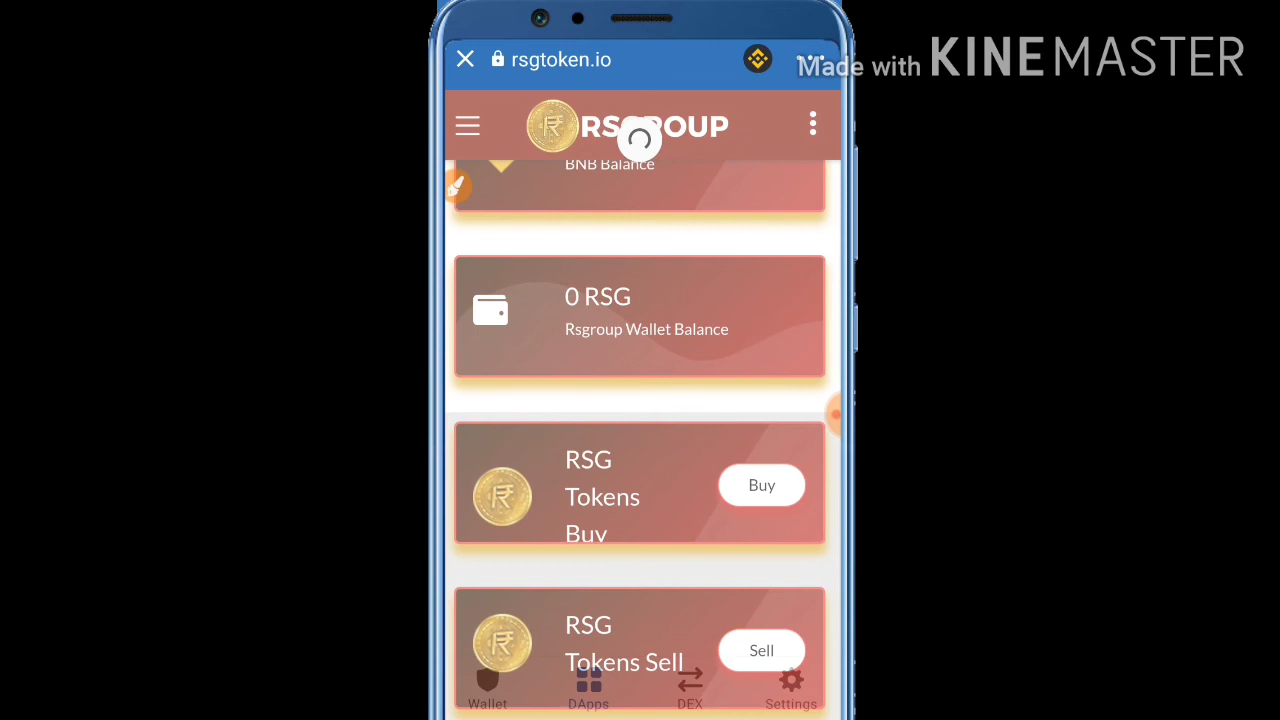 rsgtoken.io
Made with KINEMASTER
RSGROUP
BNB Balance
0 RSG
Rsgroup Wallet Balance
RSG
Tokens
Buy
Buy
RSG
Tokens Sell
Sell
Wallet
DApps
DEX
Settings